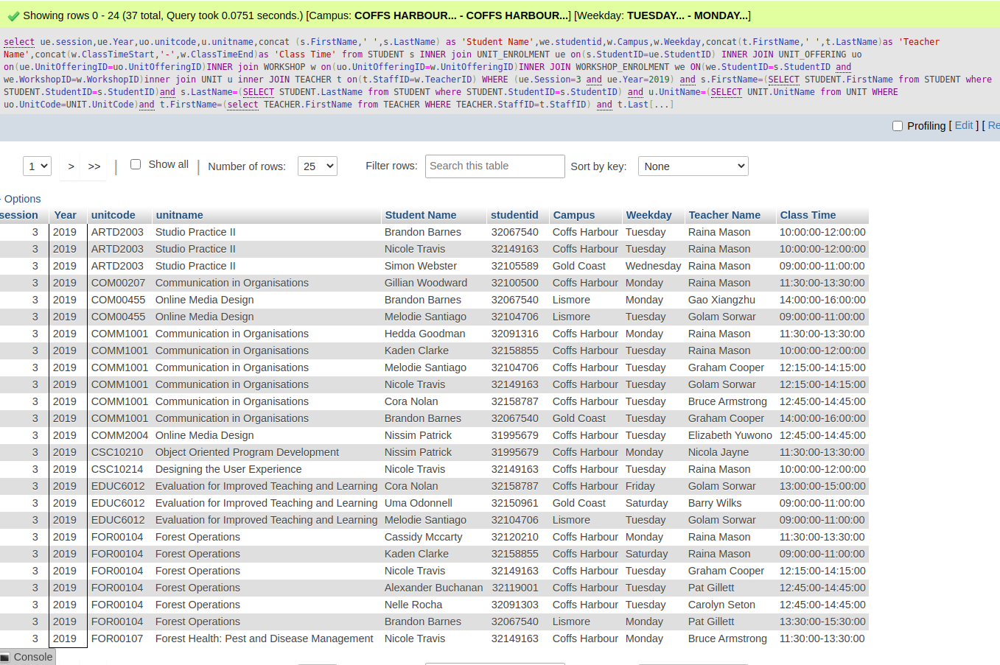 Showing rows 0 - 24 (37 total, Query took 0.0751 seconds.) [Campus: COFFS HARBOUR... - COFFS HARBOUR...] [Weekday: TUESDAY... - MONDAY...]
select ue.session,ue.Year,uo.unitcode,u.unitname,concat (s.FirstName,' ',s.LastName) as 'Student Name',we.studentid,w.Campus,w.Weekday,concat(t.FirstName,' ',t.LastName)as 'Teacher
Name',concat(w.ClassTimeStart,'-',w.ClassTimeEnd)as 'Class Time' from STUDENT s INNER join UNIT_ENROLMENT ue on(s.StudentID=ue.StudentID) INNER JOIN UNIT_OFFERING uo
on(ue.UnitOfferingID=uo.UnitOfferingID)INNER join WORKSHOP w on(uo.UnitOfferingID=w.UnitOfferingID)INNER JOIN WORKSHOP_ENROLMENT we ON(we.StudentID=s.StudentID and
we.WorkshopID=w.WorkshopID)inner join UNIT u inner JOIN TEACHER t on(t.StaffID=w.TeacherID) WHERE (ue.Session=3 and ue.Year=2019) and s.FirstName=(SELECT STUDENT.FirstName from STUDENT where
STUDENT.StudentID=s.StudentID)and s.LastName=(SELECT STUDENT.LastName from STUDENT where STUDENT.StudentID=s.StudentID) and u.UnitName=(SELECT UNIT.UnitName from UNIT WHERE
uo.UnitCode=UNIT.UnitCode)and t.FirstName=(select TEACHER.FirstName from TEACHER WHERE TEACHER.StaffID=t.StaffID) and t.Last[...]
Profiling [ Edit ] [ Re
1 > >> | Show all | Number of rows: 25 Filter rows: Search this table Sort by key: None
Options
session Year unitcode unitname Student Name studentid Campus Weekday Teacher Name Class Time
3 2019 ARTD2003 Studio Practice II Brandon Barnes 32067540 Coffs Harbour Tuesday Raina Mason 10:00:00-12:00:00
3 2019 ARTD2003 Studio Practice II Nicole Travis 32149163 Coffs Harbour Tuesday Raina Mason 10:00:00-12:00:00
3 2019 ARTD2003 Studio Practice II Simon Webster 32105589 Gold Coast Wednesday Raina Mason 09:00:00-11:00:00
3 2019 COM00207 Communication in Organisations Gillian Woodward 32100500 Coffs Harbour Monday Raina Mason 11:30:00-13:30:00
3 2019 COM00455 Online Media Design Brandon Barnes 32067540 Lismore Monday Gao Xiangzhu 14:00:00-16:00:00
3 2019 COM00455 Online Media Design Melodie Santiago 32104706 Lismore Tuesday Golam Sorwar 09:00:00-11:00:00
3 2019 COMM1001 Communication in Organisations Hedda Goodman 32091316 Coffs Harbour Monday Raina Mason 11:30:00-13:30:00
3 2019 COMM1001 Communication in Organisations Kaden Clarke 32158855 Coffs Harbour Tuesday Raina Mason 10:00:00-12:00:00
3 2019 COMM1001 Communication in Organisations Melodie Santiago 32104706 Coffs Harbour Tuesday Graham Cooper 12:15:00-14:15:00
3 2019 COMM1001 Communication in Organisations Nicole Travis 32149163 Coffs Harbour Tuesday Golam Sorwar 12:15:00-14:15:00
3 2019 COMM1001 Communication in Organisations Cora Nolan 32158787 Coffs Harbour Tuesday Bruce Armstrong 12:45:00-14:45:00
3 2019 COMM1001 Communication in Organisations Brandon Barnes 32067540 Gold Coast Tuesday Graham Cooper 14:00:00-16:00:00
3 2019 COMM2004 Online Media Design Nissim Patrick 31995679 Coffs Harbour Tuesday Elizabeth Yuwono 12:45:00-14:45:00
3 2019 CSC10210 Object Oriented Program Development Nissim Patrick 31995679 Coffs Harbour Monday Nicola Jayne 11:30:00-13:30:00
3 2019 CSC10214 Designing the User Experience Nicole Travis 32149163 Coffs Harbour Tuesday Raina Mason 10:00:00-12:00:00
3 2019 EDUC6012 Evaluation for Improved Teaching and Learning Cora Nolan 32158787 Coffs Harbour Friday Golam Sorwar 13:00:00-15:00:00
3 2019 EDUC6012 Evaluation for Improved Teaching and Learning Uma Odonnell 32150961 Gold Coast Saturday Barry Wilks 09:00:00-11:00:00
3 2019 EDUC6012 Evaluation for Improved Teaching and Learning Melodie Santiago 32104706 Lismore Tuesday Golam Sorwar 09:00:00-11:00:00
3 2019 FOR00104 Forest Operations Cassidy Mccarty 32120210 Coffs Harbour Monday Raina Mason 11:30:00-13:30:00
3 2019 FOR00104 Forest Operations Kaden Clarke 32158855 Coffs Harbour Saturday Raina Mason 09:00:00-11:00:00
3 2019 FOR00104 Forest Operations Nicole Travis 32149163 Coffs Harbour Tuesday Graham Cooper 12:15:00-14:15:00
3 2019 FOR00104 Forest Operations Alexander Buchanan 32119001 Coffs Harbour Tuesday Pat Gillett 12:45:00-14:45:00
3 2019 FOR00104 Forest Operations Nelle Rocha 32091303 Coffs Harbour Tuesday Carolyn Seton 12:45:00-14:45:00
3 2019 FOR00104 Forest Operations Brandon Barnes 32067540 Lismore Monday Pat Gillett 13:30:00-15:30:00
3 2019 FOR00107 Forest Health: Pest and Disease Management Nicole Travis 32149163 Coffs Harbour Monday Bruce Armstrong 11:30:00-13:30:00
Console